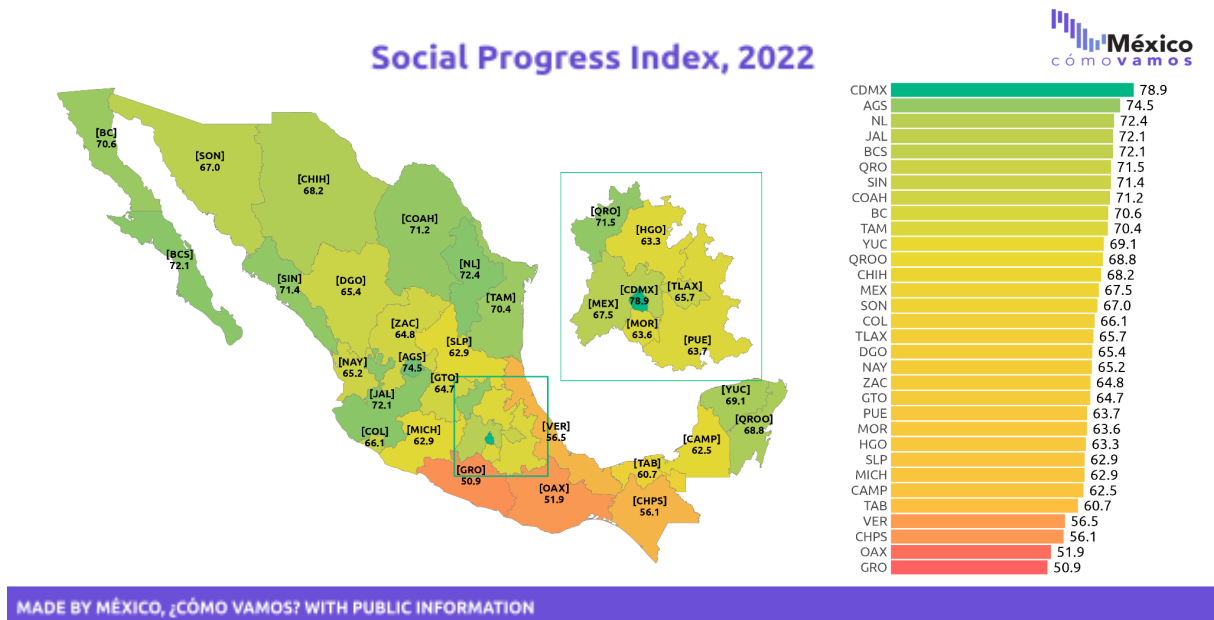 Social Progress Index, 2022
México
cómovamos
[BC]
70.6
[SON]
67.0
[CHIH]
68.2
[COAH]
71.2
[BCS]
72.1
[SIN]
71.4
[DGO]
65.4
[NL]
72.4
[TAM]
70.4
[ZAC]
64.8
[SLP]
62.9
[NAY]
65.2
[AGS]
74.5
[GTO]
64.7
[JAL]
72.1
[COL]
66.1
[MICH]
62.9
[VER]
56.5
[GRO]
50.9
[OAX]
51.9
[CHPS]
56.1
[TAB]
60.7
[CAMP]
62.5
[YUC]
69.1
[QROO]
68.8
[QRO]
71.5
[HGO]
63.3
[CDMX]
78.9
[TLAX]
65.7
[MEX]
67.5
[MOR]
63.6
[PUE]
63.7
CDMX 78.9
AGS 74.5
NL 72.4
JAL 72.1
BCS 72.1
QRO 71.5
SIN 71.4
COAH 71.2
BC 70.6
TAM 70.4
YUC 69.1
QROO 68.8
CHIH 68.2
MEX 67.5
SON 67.0
COL 66.1
TLAX 65.7
DGO 65.4
NAY 65.2
ZAC 64.8
GTO 64.7
PUE 63.7
MOR 63.6
HGO 63.3
SLP 62.9
MICH 62.9
CAMP 62.5
TAB 60.7
VER 56.5
CHPS 56.1
OAX 51.9
GRO 50.9
MADE BY MÉXICO, ¿CÓMO VAMOS? WITH PUBLIC INFORMATION